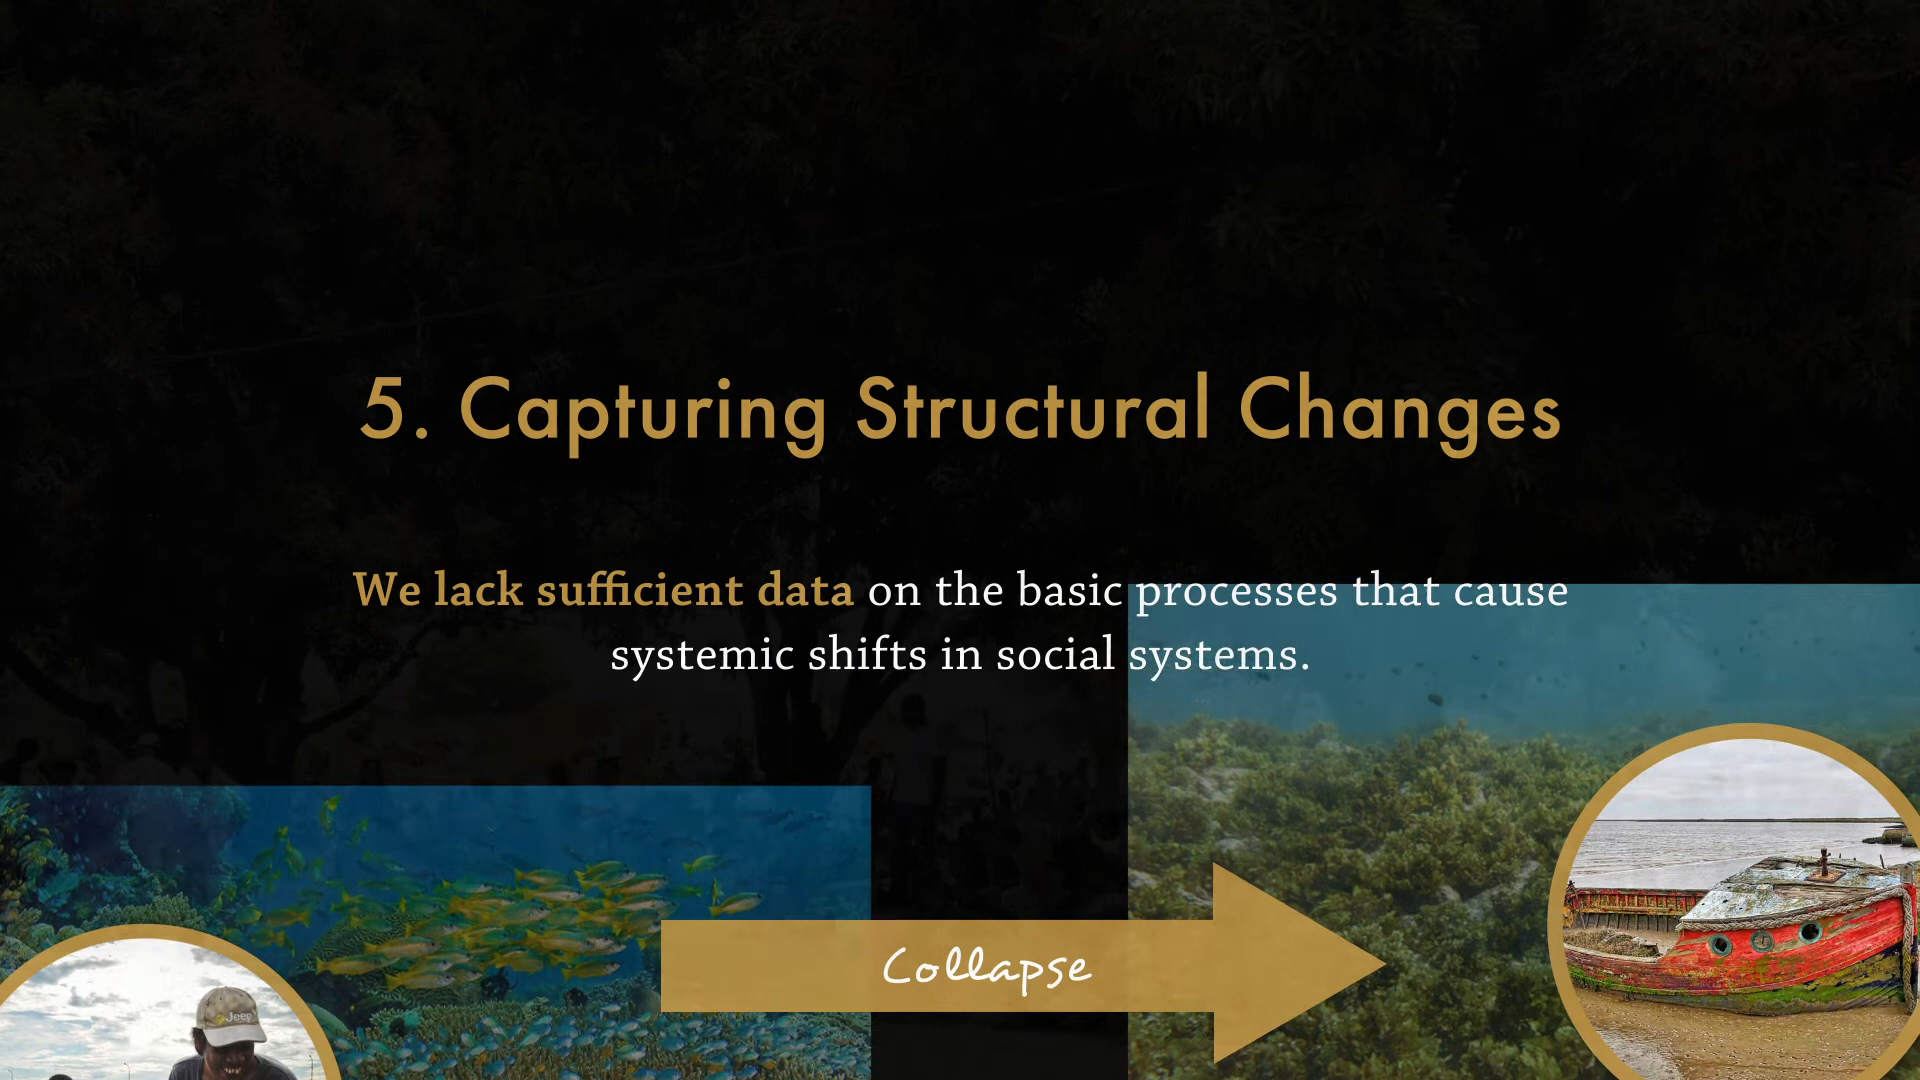 5. Capturing Structural Changes
We lack sufficient data on the basic processes that cause
systemic shifts in social systems.
Collapse
Jeep